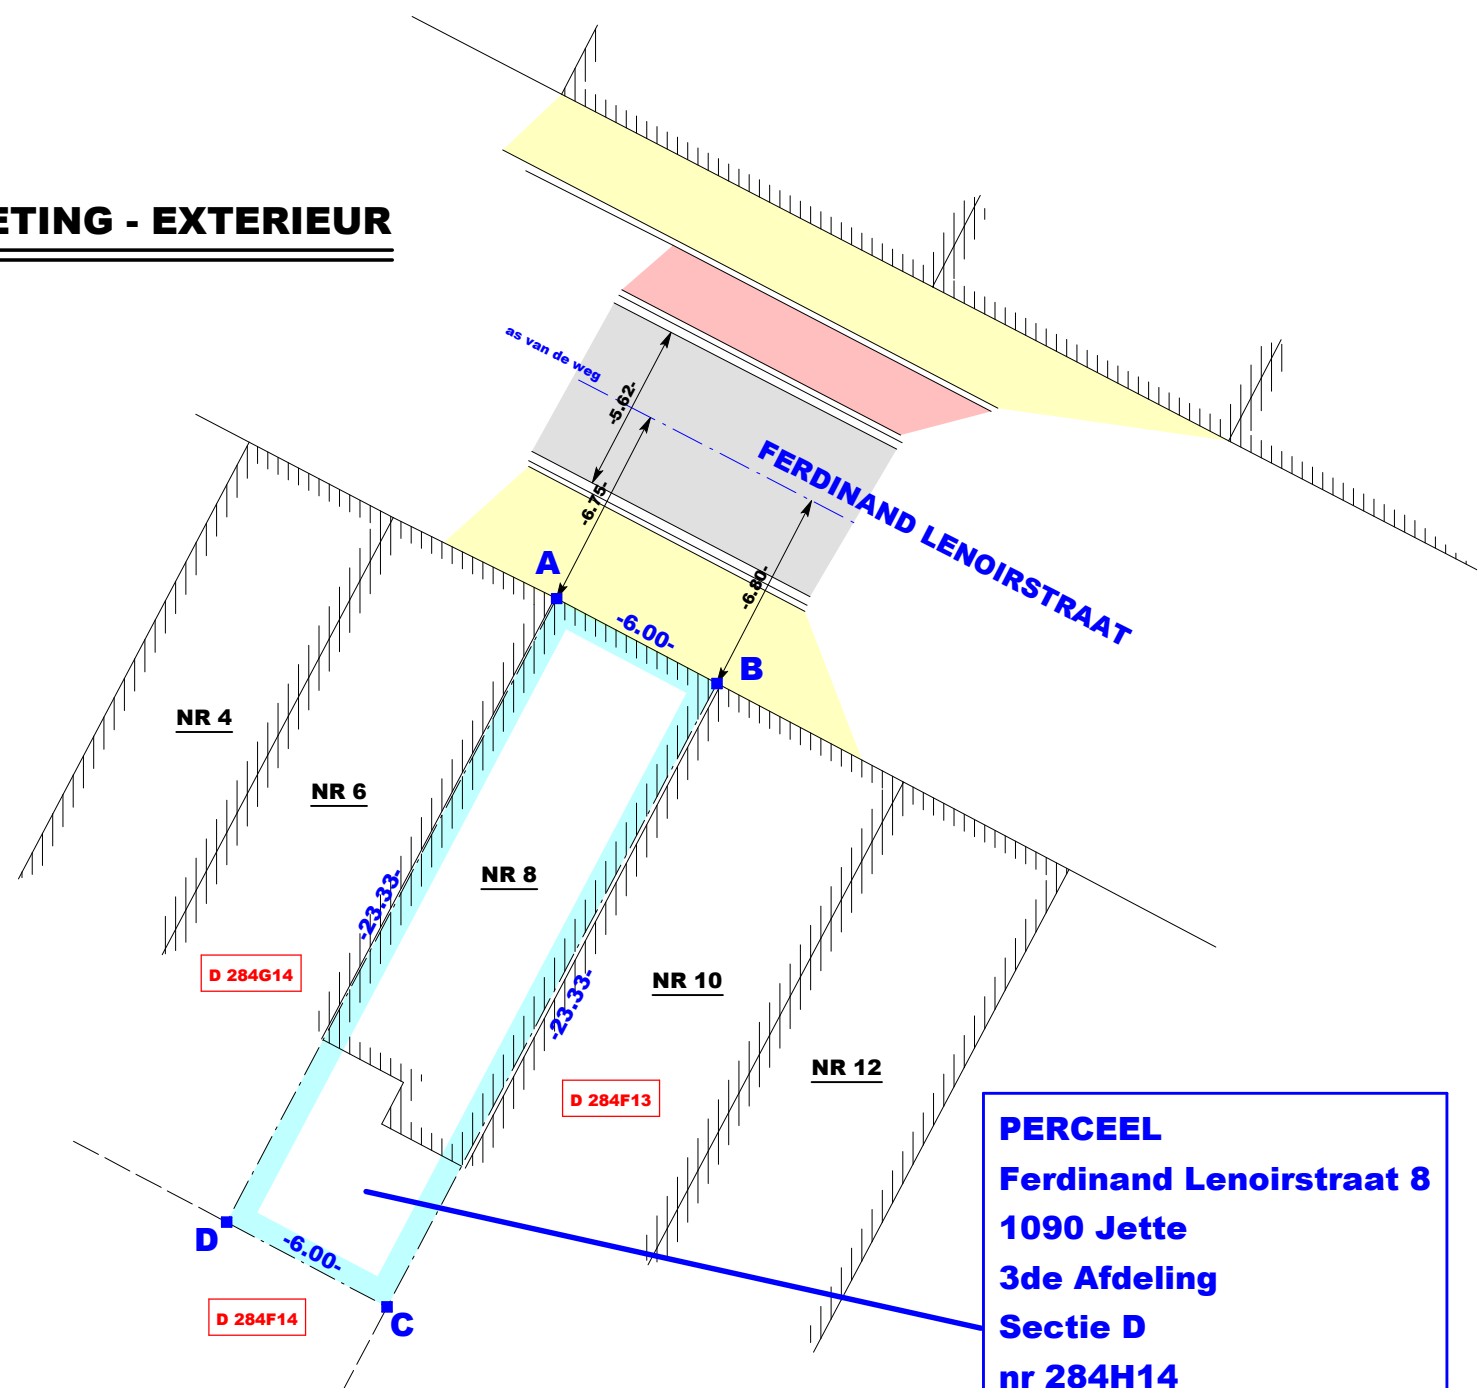 ETING - EXTERIEUR
as van de weg
-5.62-
-6.75-
FERDINAND LENOIRSTRAAT
A
-6.00-
-6.80-
B
NR 4
NR 6
NR 8
-23.33-
D 284G14
NR 10
-23.33-
NR 12
D 284F13
D
-6.00-
C
D 284F14
PERCEEL
Ferdinand Lenoirstraat 8
1090 Jette
3de Afdeling
Sectie D
nr 284H14